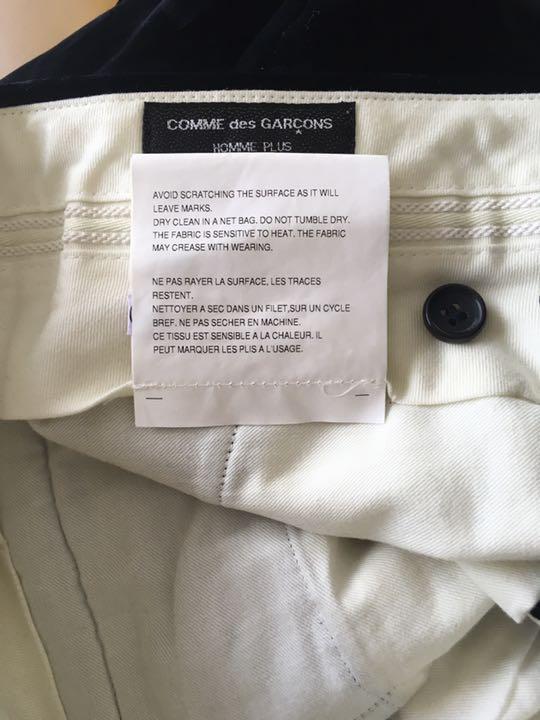 COMME des GARÇONS
HOMME PLUS
AVOID SCRATCHING THE SURFACE AS IT WILL
LEAVE MARKS.
DRY CLEAN IN A NET BAG. DO NOT TUMBLE DRY.
THE FABRIC IS SENSITIVE TO HEAT. THE FABRIC
MAY CREASE WITH WEARING.
NE PAS RAYER LA SURFACE, LES TRACES
RESTENT.
NETTOYER A SEC DANS UN FILET,SUR UN CYCLE
BREF. NE PAS SECHER EN MACHINE.
CE TISSU EST SENSIBLE A LA CHALEUR. IL
PEUT MARQUER LES PLIS A L'USAGE.